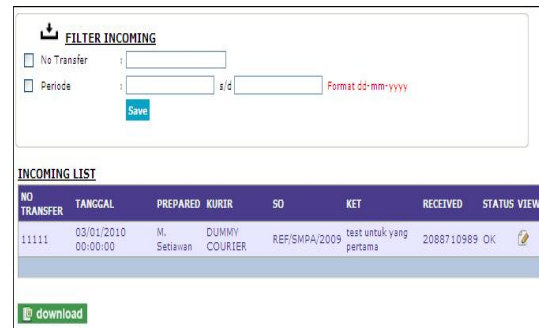 FILTER INCOMING
No Transfer :
Periode : s/d Format dd-mm-yyyy
Save
INCOMING LIST
NO TRANSFER TANGGAL PREPARED KURIR SO KET RECEIVED STATUS VIEW
11111 03/01/2010 00:00:00 M. Setiawan DUMMY COURIER REF/SMPA/2009 test untuk yang pertama 2088710989 OK
download